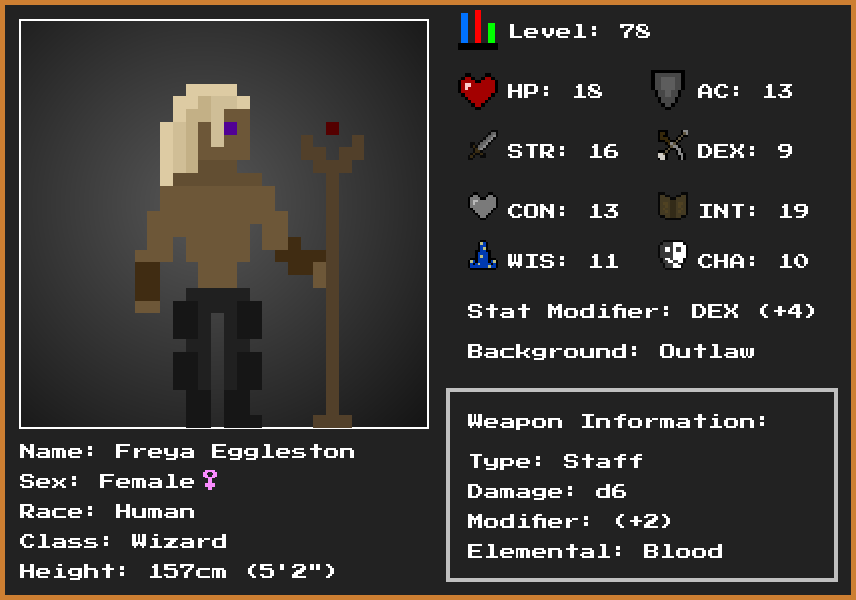 Level: 78
HP: 18 AC: 13
STR: 16 DEX: 9
CON: 13 INT: 19
WIS: 11 CHA: 10
Stat Modifier: DEX (+4)
Background: Outlaw
Weapon Information:
Type: Staff
Damage: d6
Modifier: (+2)
Elemental: Blood
Name: Freya Eggleston
Sex: Female♀
Race: Human
Class: Wizard
Height: 157cm (5'2")